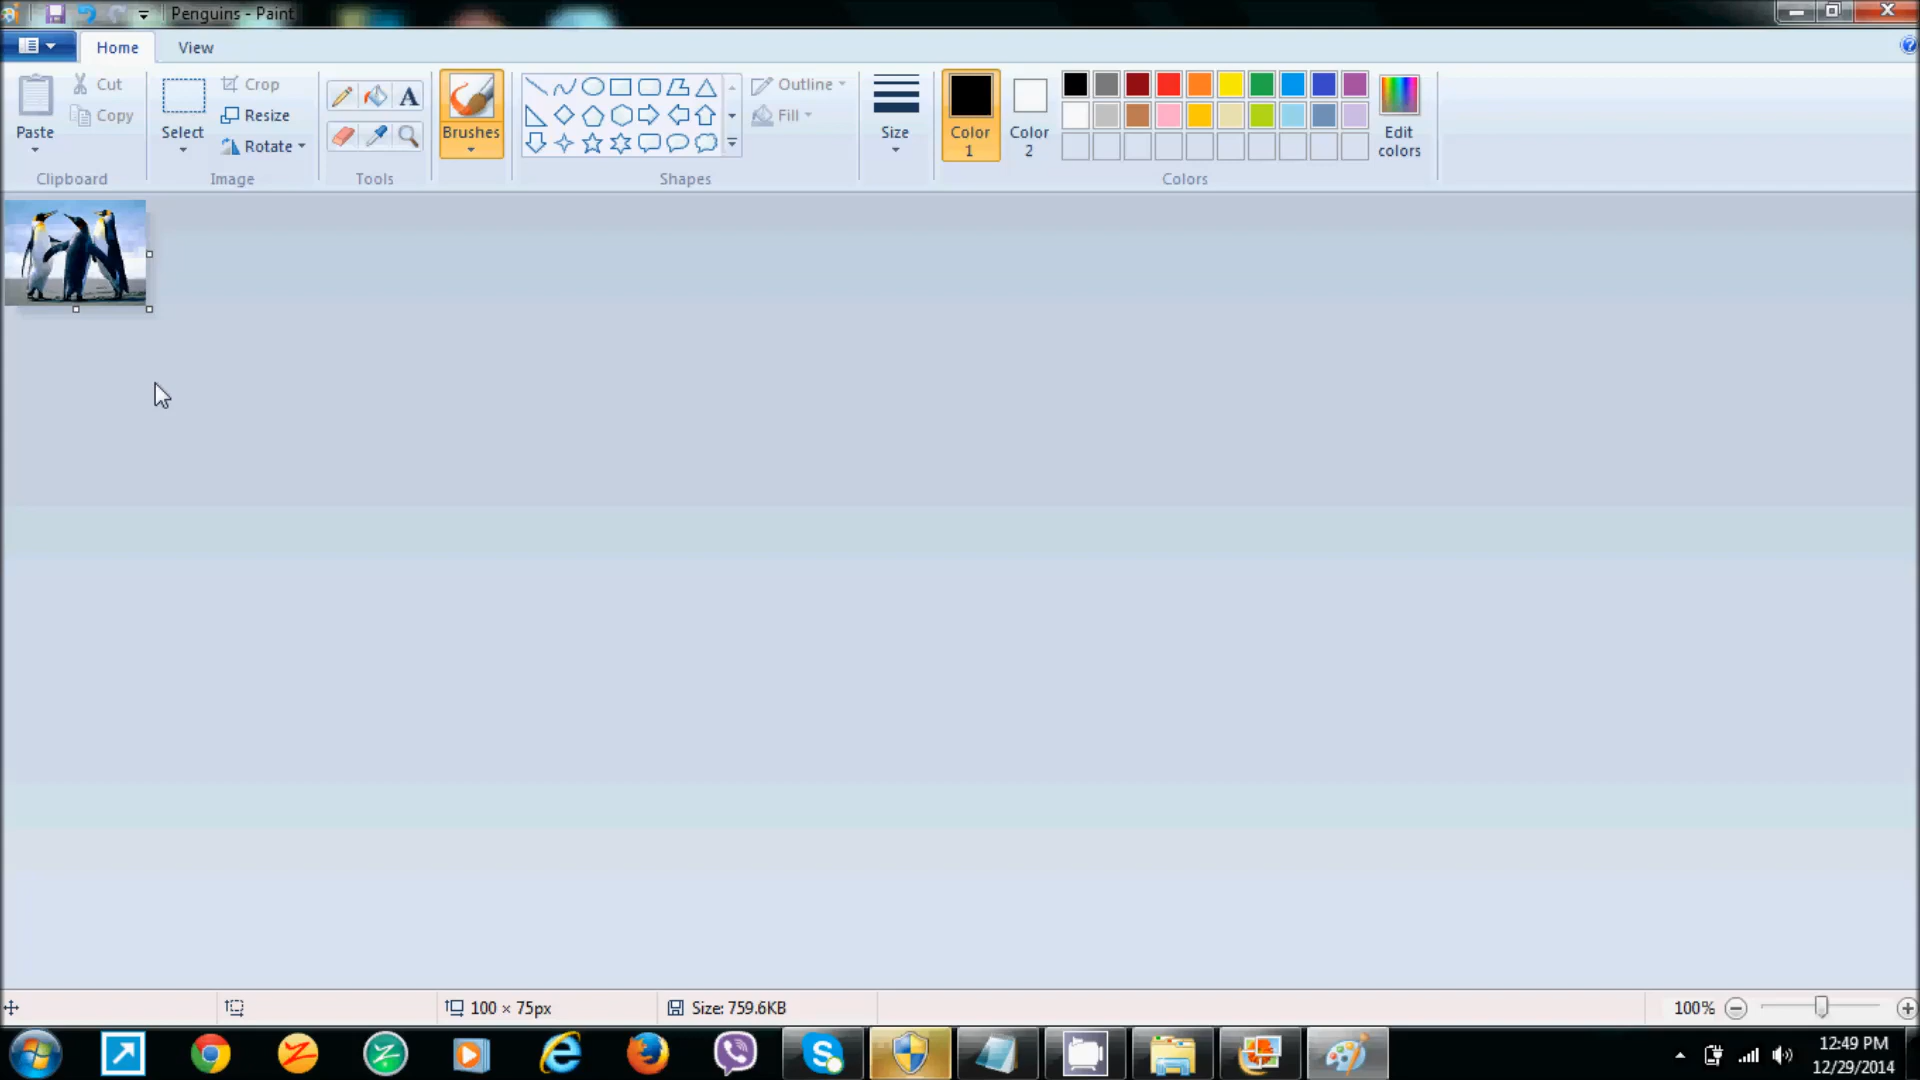 Penguins - Paint
Home View
Paste
Cut
Copy
Clipboard
Select
Crop
Resize
Rotate
Image
A
Tools
Brushes
Shapes
Outline
Fill
Size
Color
1
Color
2
Edit
colors
Colors
100 × 75px
Size: 759.6KB
100%
12:49 PM
12/29/2014